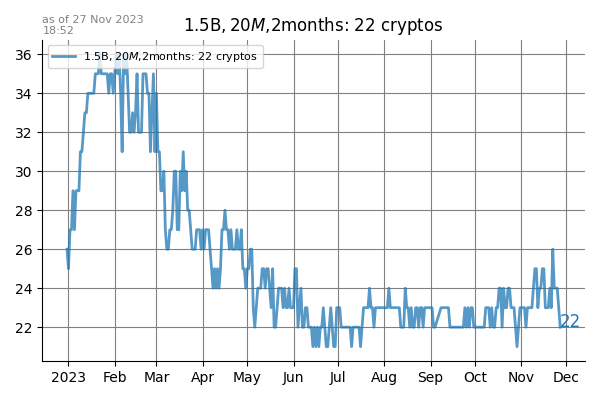 as of 27 Nov 2023
18:52
1.5B, 20M,2months: 22 cryptos
1.5B, 20M,2months: 22 cryptos
36
34
32
30
28
26
24
22
22
2023 Feb Mar Apr May Jun Jul Aug Sep Oct Nov Dec